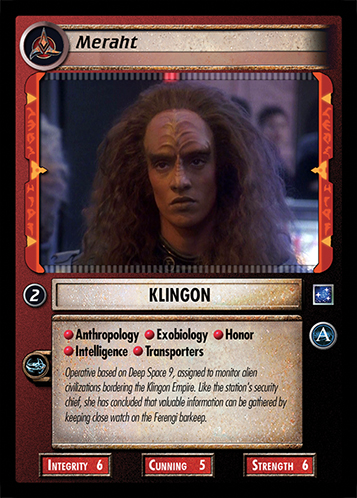 Meraht
2
KLINGON
Anthropology Exobiology Honor
Intelligence Transporters
A
Operative based on Deep Space 9, assigned to monitor alien
civilizations bordering the Klingon Empire. Like the station's security
chief, she has concluded that valuable information can be gathered by
keeping close watch on the Ferengi barkeep.
INTEGRITY 6 CUNNING 5 STRENGTH 6